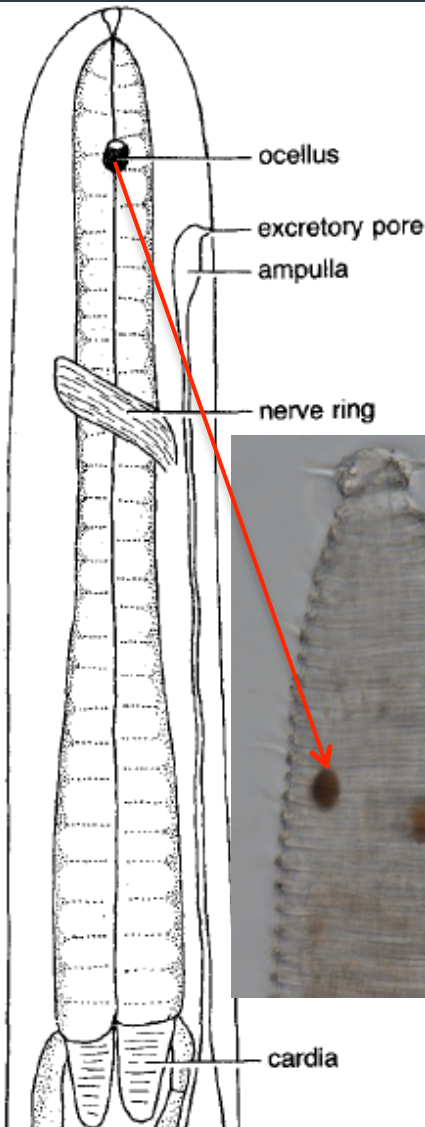 ocellus
excretory pore
ampulla
nerve ring
cardia